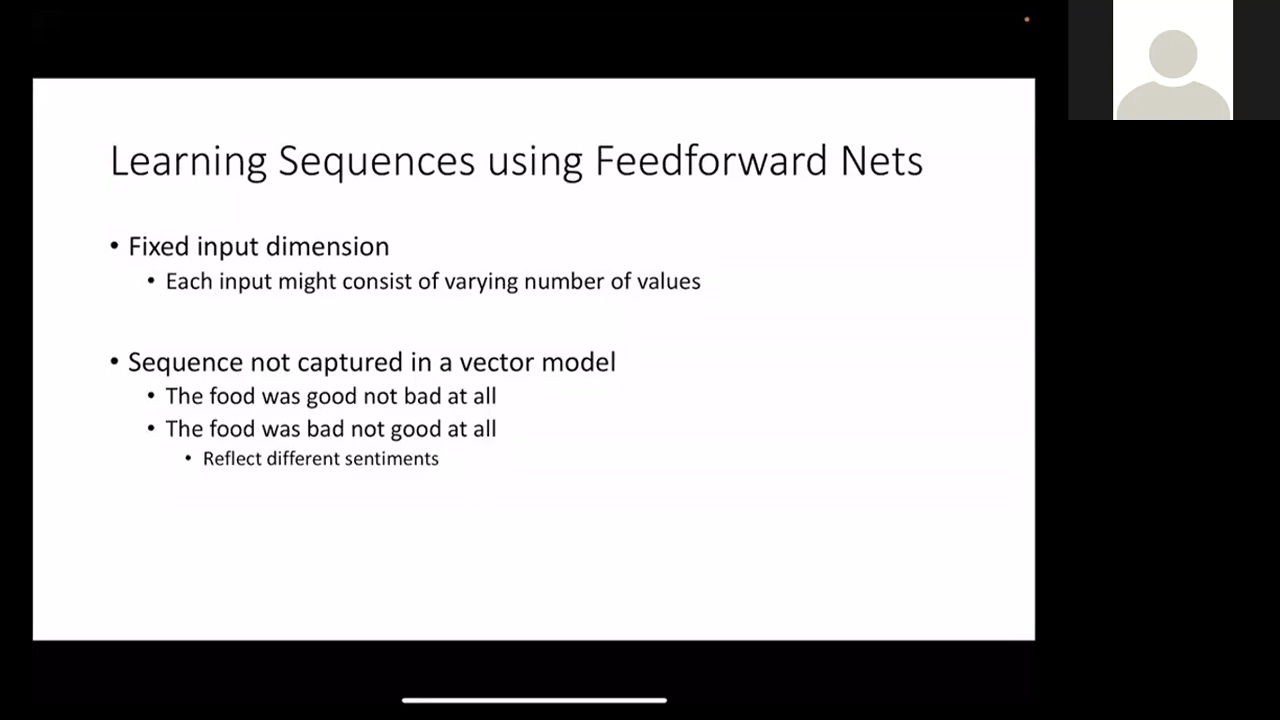 Learning Sequences using Feedforward Nets
• Fixed input dimension
• Each input might consist of varying number of values
• Sequence not captured in a vector model
• The food was good not bad at all
• The food was bad not good at all
• Reflect different sentiments